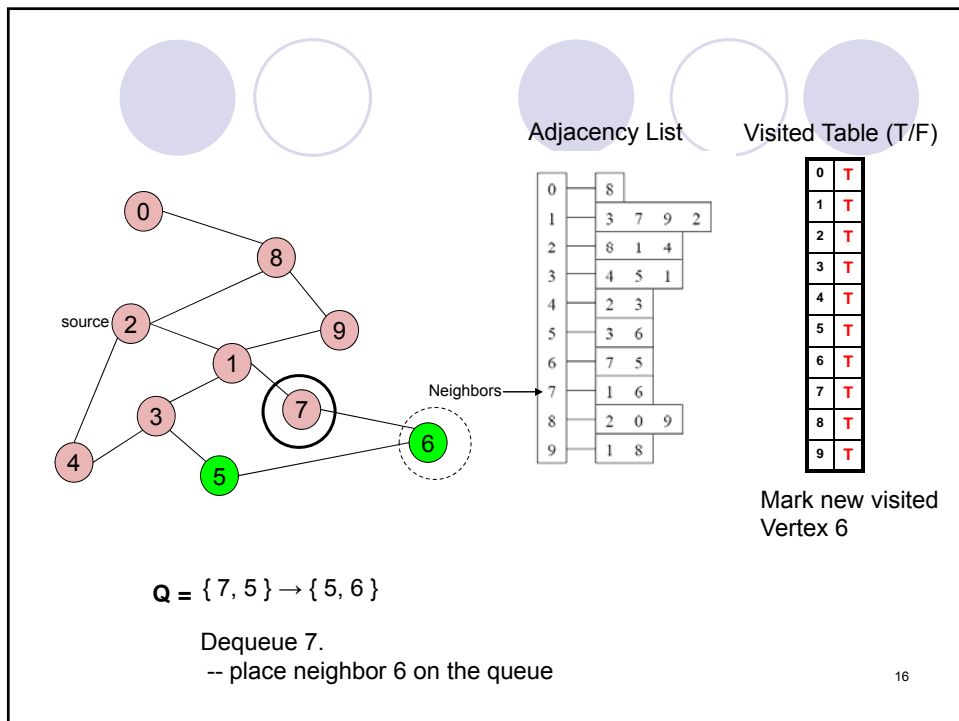 Adjacency List
Visited Table (T/F)
0 8
1 3 7 9 2
2 8 1 4
3 4 5 1
4 2 3
5 3 6
6 7 5
7 1 6
8 2 0 9
9 1 8
Neighbors
0 T
1 T
2 T
3 T
4 T
5 T
6 T
7 T
8 T
9 T
Mark new visited
Vertex 6
0
8
source 2
9
1
7
3
6
4
5
Q = { 7, 5 } → { 5, 6 }
Dequeue 7.
-- place neighbor 6 on the queue
16